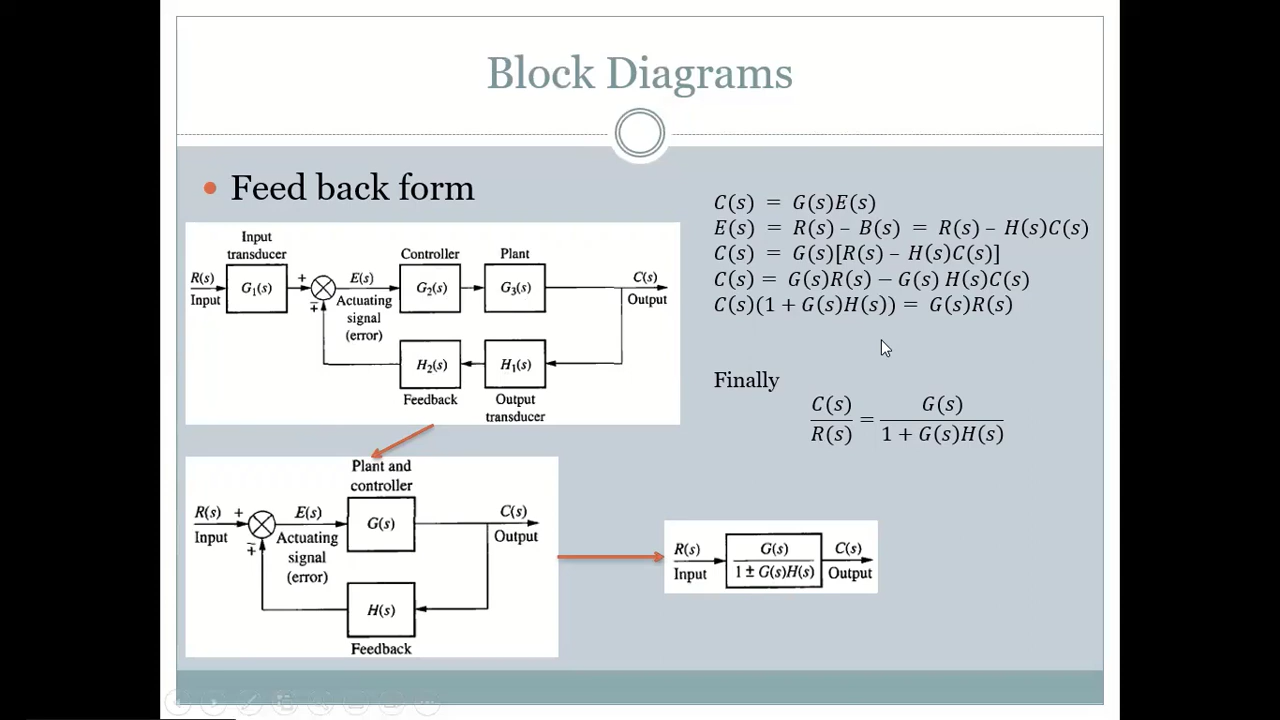 Block Diagrams
Feed back form
Input
transducer
R(s)
Input
G₁(s)
+
∓
E(s)
Actuating
signal
(error)
Controller
G₂(s)
Plant
G₃(s)
C(s)
Output
H₂(s)
Feedback
H₁(s)
Output
transducer
Plant and
controller
R(s)
Input
+
∓
E(s)
Actuating
signal
(error)
G(s)
C(s)
Output
H(s)
Feedback
C(s) = G(s)E(s)
E(s) = R(s) – B(s) = R(s) – H(s)C(s)
C(s) = G(s)[R(s) – H(s)C(s)]
C(s) = G(s)R(s) – G(s) H(s)C(s)
C(s)(1 + G(s)H(s)) = G(s)R(s)
Finally
C(s)/R(s) = G(s)/1 + G(s)H(s)
R(s)
Input
G(s)
1 ± G(s)H(s)
C(s)
Output